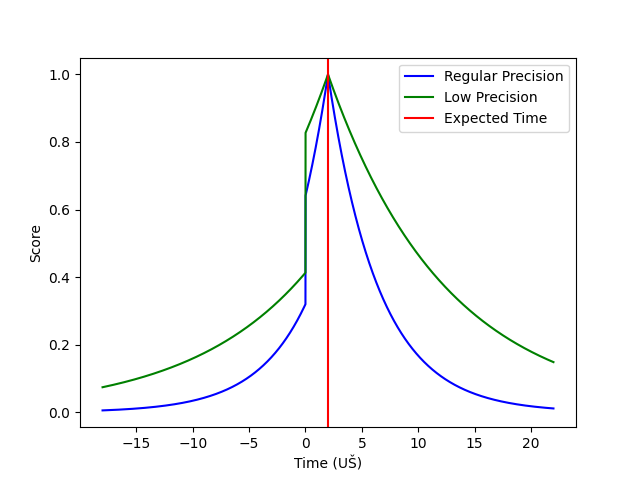 Regular Precision
Low Precision
Expected Time
1.0
0.8
0.6
0.4
0.2
0.0
Score
−15 −10 −5 0 5 10 15 20
Time (UŠ)